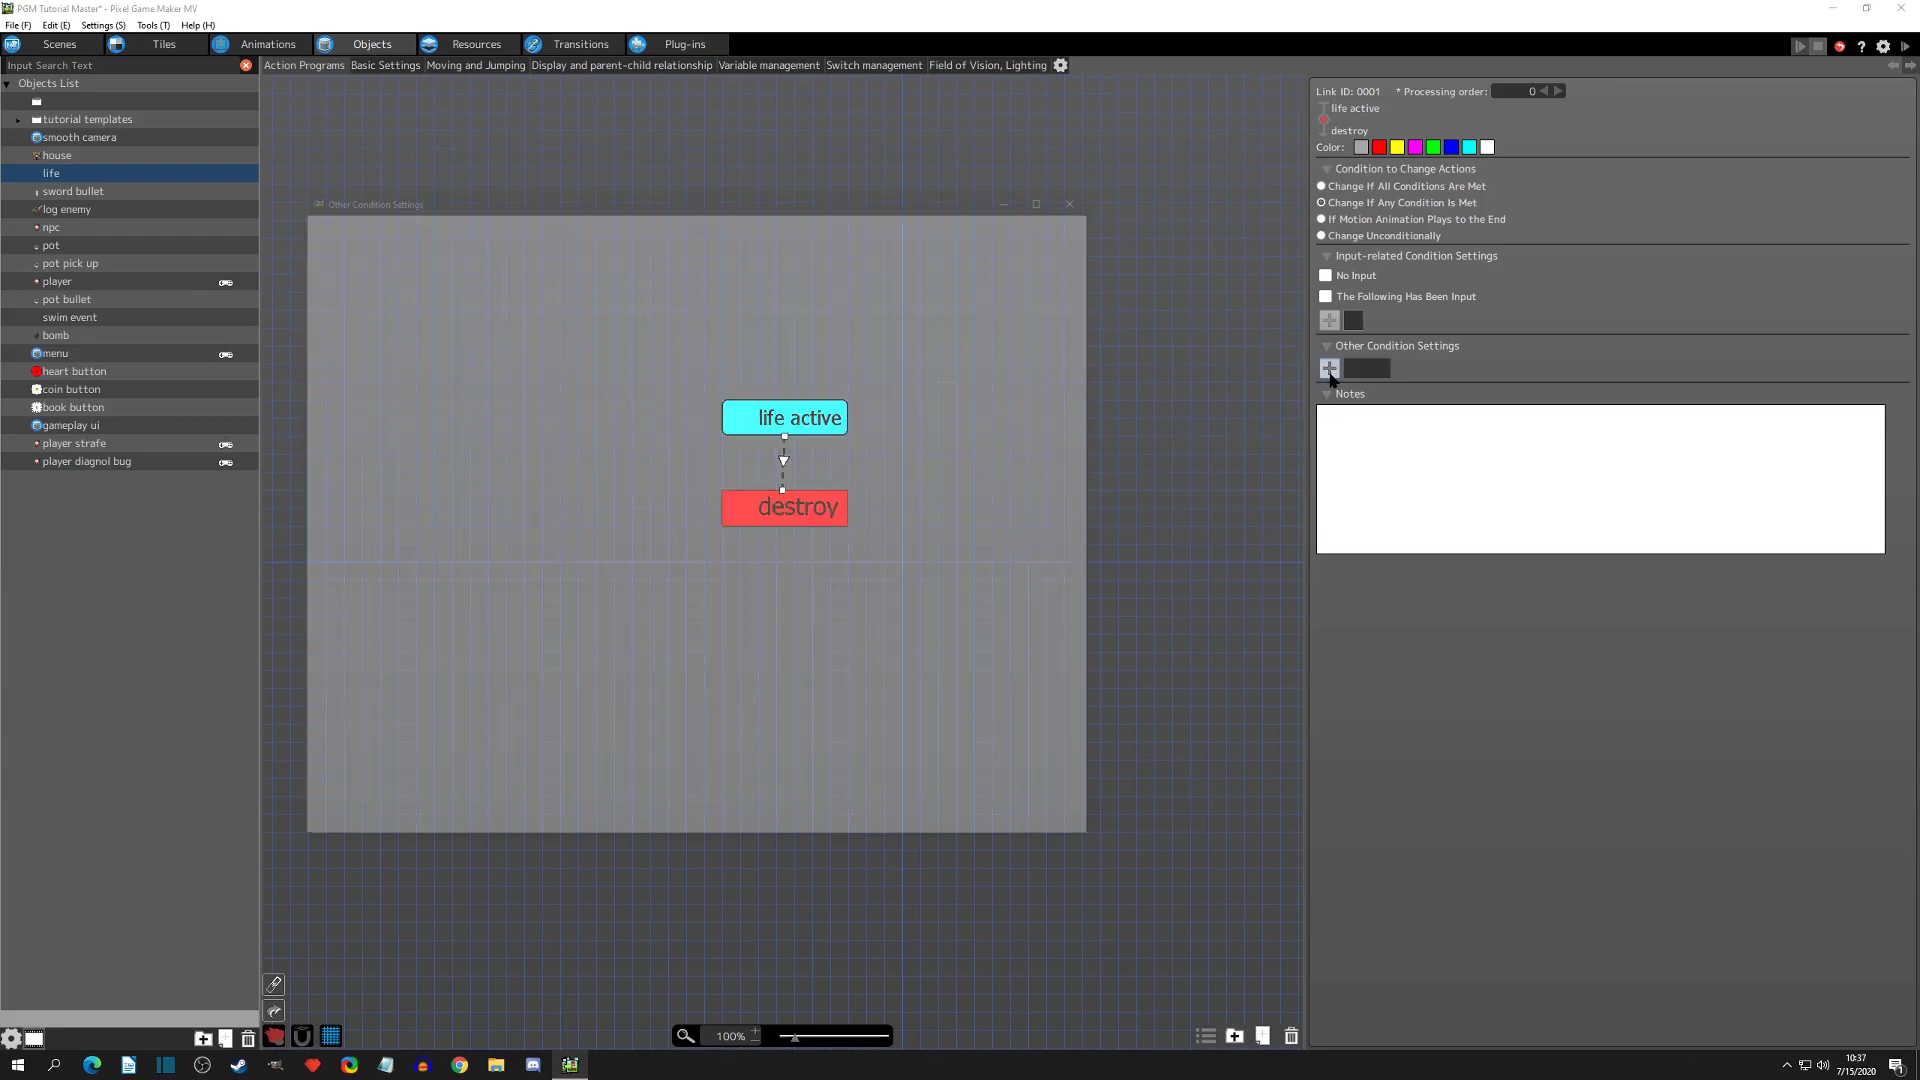 PGM Tutorial Master* - Pixel Game Maker MV
File (F) Edit (E) Settings (S) Tools (T) Help (H)
Scenes Tiles Animations Objects Resources Transitions Plug-ins
Input Search Text
Action Programs Basic Settings Moving and Jumping Display and parent-child relationship Variable management Switch management Field of Vision, Lighting
Objects List
tutorial templates
smooth camera
house
life
sword bullet
log enemy
npc
pot
pot pick up
player
pot bullet
swim event
bomb
menu
heart button
coin button
book button
gameplay ui
player strafe
player diagnol bug
Other Condition Settings
life active
destroy
100%
Link ID: 0001 * Processing order: 0
life active
destroy
Color:
Condition to Change Actions
Change If All Conditions Are Met
Change If Any Condition Is Met
If Motion Animation Plays to the End
Change Unconditionally
Input-related Condition Settings
No Input
The Following Has Been Input
Other Condition Settings
Notes
10:37
7/15/2020